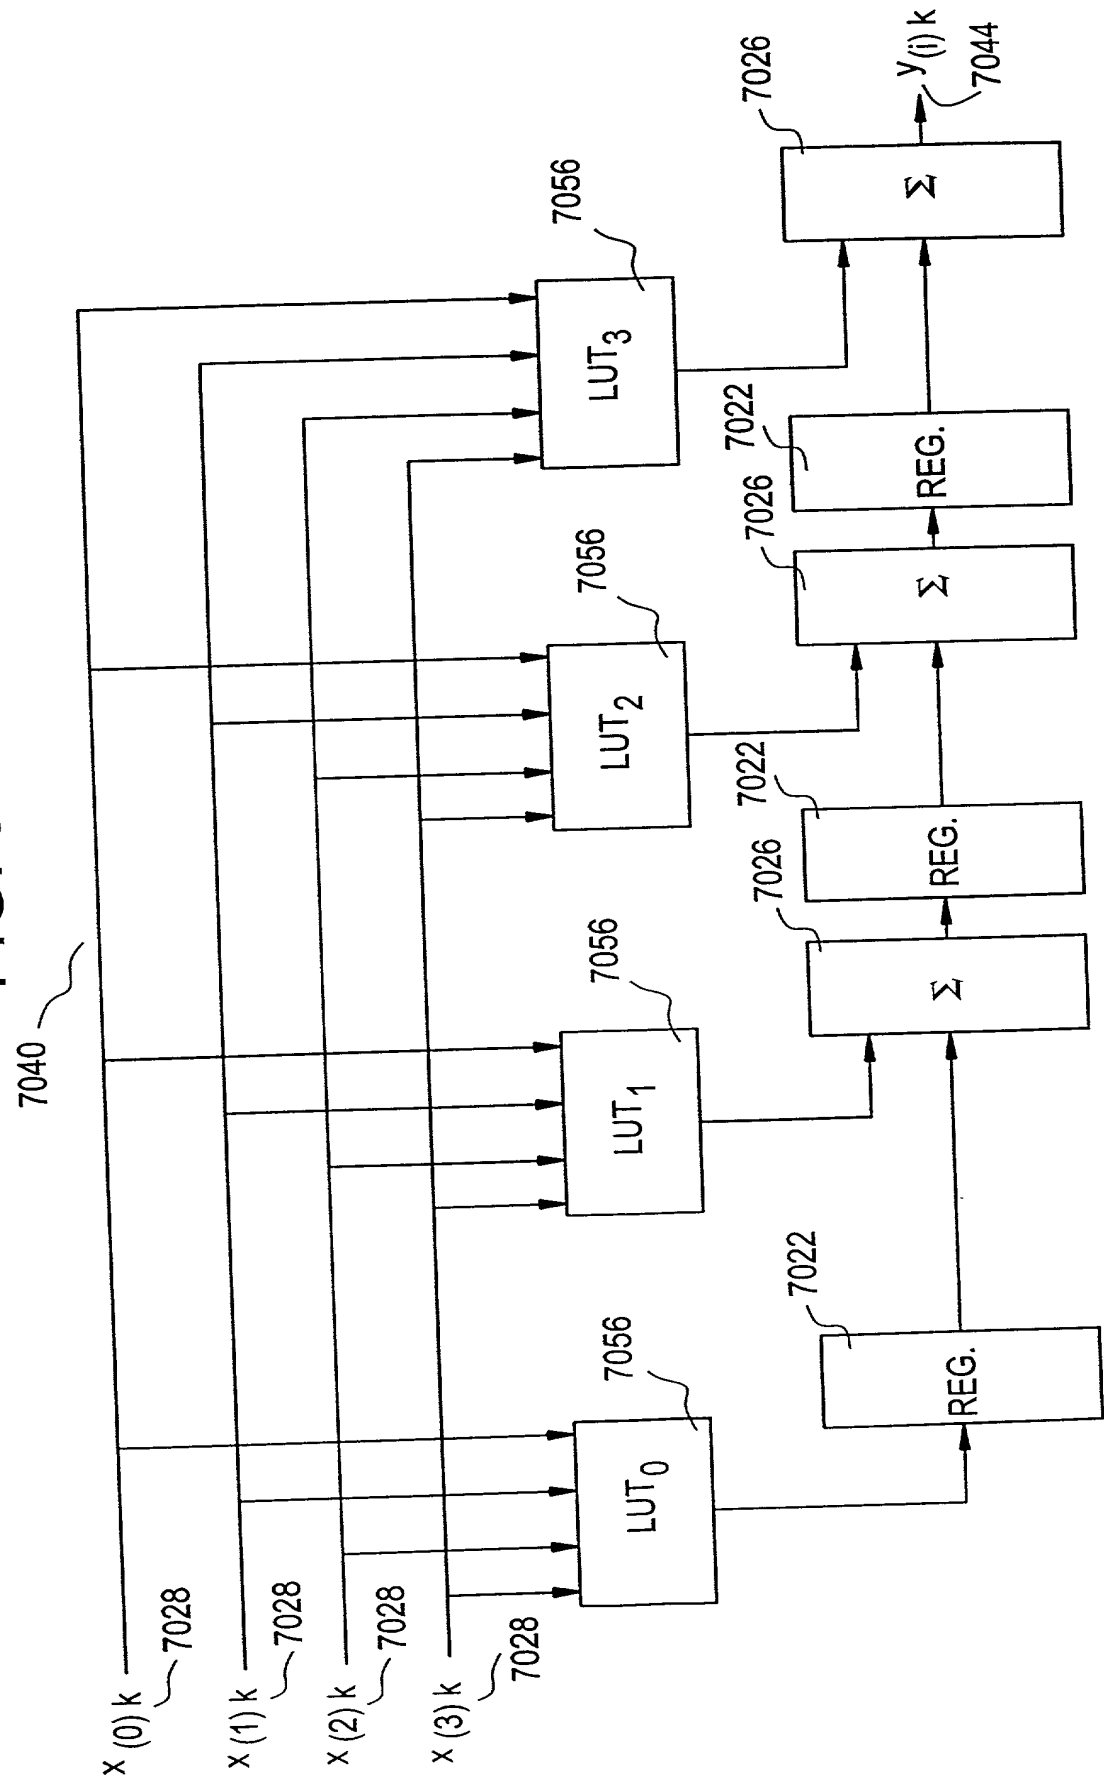 7040
x (0) k
7028
x (1) k
7028
x (2) k
7028
x (3) k
7028
7056
7056
7056
7056
LUT0
LUT1
LUT2
LUT3
7022
7026
7022
7026
7022
7026
REG.
Σ
REG.
Σ
REG.
Σ
y(i) k
7044